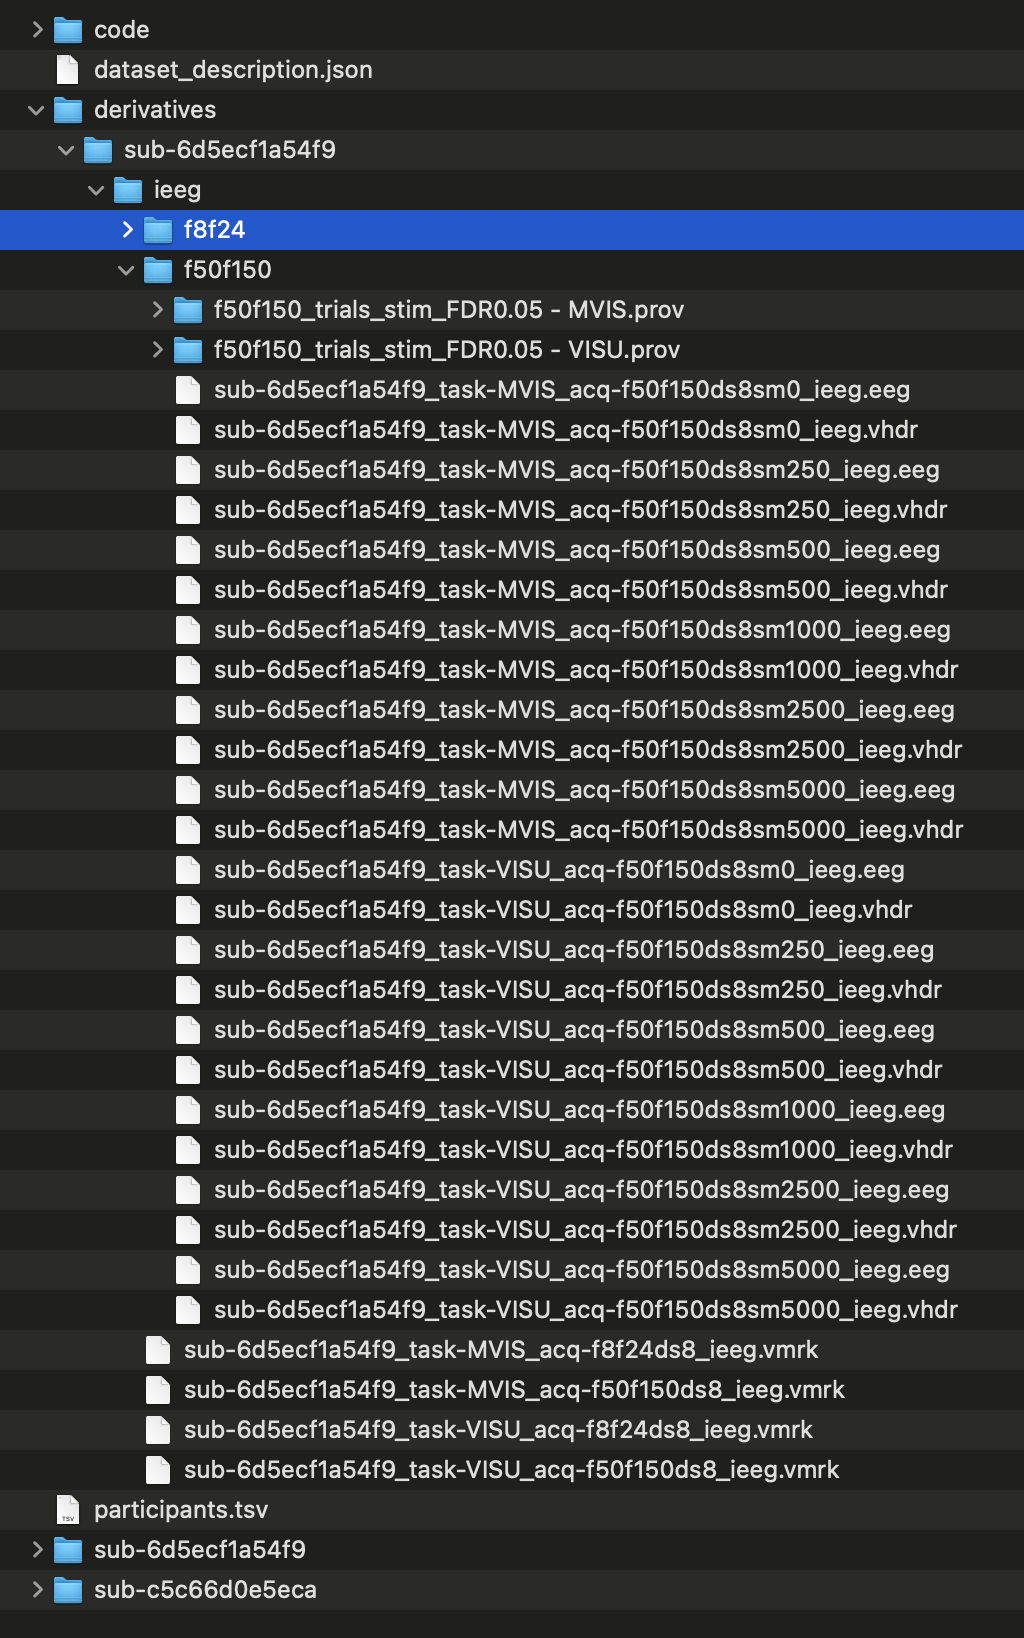 code
dataset_description.json
derivatives
sub-6d5ecf1a54f9
ieeg
f8f24
f50f150
f50f150_trials_stim_FDR0.05 - MVIS.prov
f50f150_trials_stim_FDR0.05 - VISU.prov
sub-6d5ecf1a54f9_task-MVIS_acq-f50f150ds8sm0_ieeg.eeg
sub-6d5ecf1a54f9_task-MVIS_acq-f50f150ds8sm0_ieeg.vhdr
sub-6d5ecf1a54f9_task-MVIS_acq-f50f150ds8sm250_ieeg.eeg
sub-6d5ecf1a54f9_task-MVIS_acq-f50f150ds8sm250_ieeg.vhdr
sub-6d5ecf1a54f9_task-MVIS_acq-f50f150ds8sm500_ieeg.eeg
sub-6d5ecf1a54f9_task-MVIS_acq-f50f150ds8sm500_ieeg.vhdr
sub-6d5ecf1a54f9_task-MVIS_acq-f50f150ds8sm1000_ieeg.eeg
sub-6d5ecf1a54f9_task-MVIS_acq-f50f150ds8sm1000_ieeg.vhdr
sub-6d5ecf1a54f9_task-MVIS_acq-f50f150ds8sm2500_ieeg.eeg
sub-6d5ecf1a54f9_task-MVIS_acq-f50f150ds8sm2500_ieeg.vhdr
sub-6d5ecf1a54f9_task-MVIS_acq-f50f150ds8sm5000_ieeg.eeg
sub-6d5ecf1a54f9_task-MVIS_acq-f50f150ds8sm5000_ieeg.vhdr
sub-6d5ecf1a54f9_task-VISU_acq-f50f150ds8sm0_ieeg.eeg
sub-6d5ecf1a54f9_task-VISU_acq-f50f150ds8sm0_ieeg.vhdr
sub-6d5ecf1a54f9_task-VISU_acq-f50f150ds8sm250_ieeg.eeg
sub-6d5ecf1a54f9_task-VISU_acq-f50f150ds8sm250_ieeg.vhdr
sub-6d5ecf1a54f9_task-VISU_acq-f50f150ds8sm500_ieeg.eeg
sub-6d5ecf1a54f9_task-VISU_acq-f50f150ds8sm500_ieeg.vhdr
sub-6d5ecf1a54f9_task-VISU_acq-f50f150ds8sm1000_ieeg.eeg
sub-6d5ecf1a54f9_task-VISU_acq-f50f150ds8sm1000_ieeg.vhdr
sub-6d5ecf1a54f9_task-VISU_acq-f50f150ds8sm2500_ieeg.eeg
sub-6d5ecf1a54f9_task-VISU_acq-f50f150ds8sm2500_ieeg.vhdr
sub-6d5ecf1a54f9_task-VISU_acq-f50f150ds8sm5000_ieeg.eeg
sub-6d5ecf1a54f9_task-VISU_acq-f50f150ds8sm5000_ieeg.vhdr
sub-6d5ecf1a54f9_task-MVIS_acq-f8f24ds8_ieeg.vmrk
sub-6d5ecf1a54f9_task-MVIS_acq-f50f150ds8_ieeg.vmrk
sub-6d5ecf1a54f9_task-VISU_acq-f8f24ds8_ieeg.vmrk
sub-6d5ecf1a54f9_task-VISU_acq-f50f150ds8_ieeg.vmrk
TSV participants.tsv
sub-6d5ecf1a54f9
sub-c5c66d0e5eca